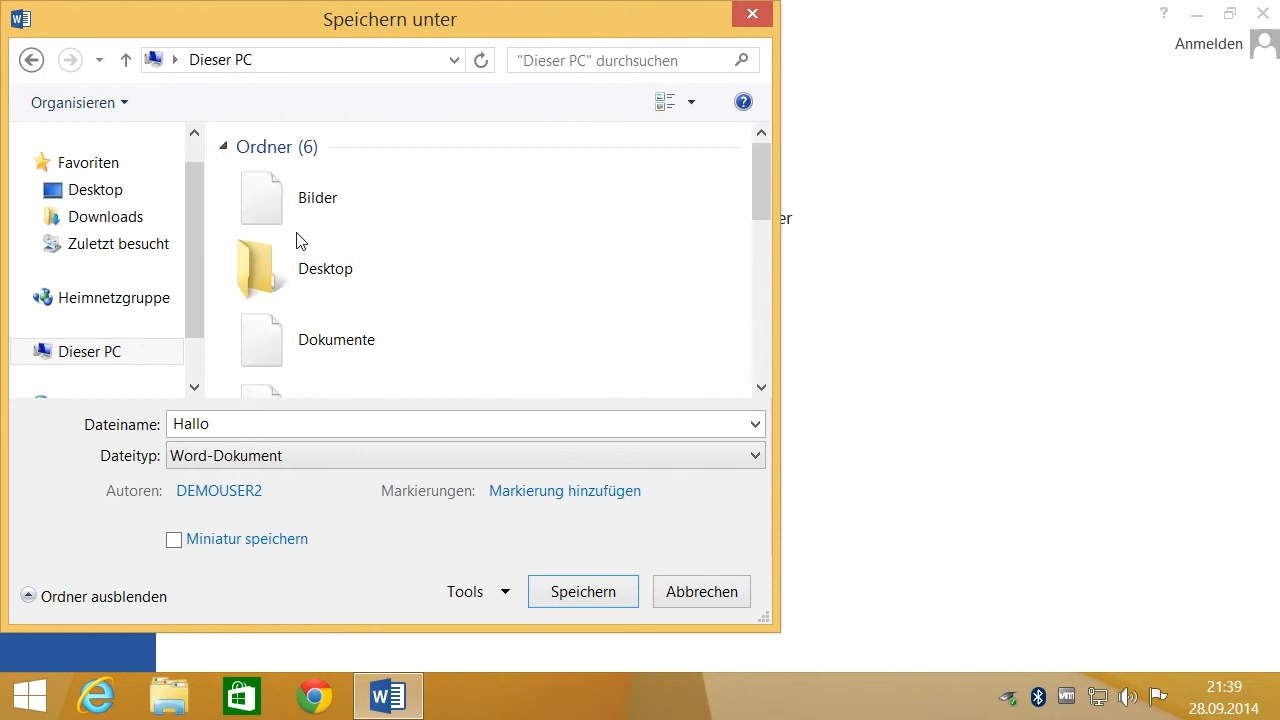 Speichern unter
?
Anmelden
Dieser PC
"Dieser PC" durchsuchen
Organisieren
?
Favoriten
Desktop
Downloads
Zuletzt besucht
Heimnetzgruppe
Dieser PC
Ordner (6)
Bilder
Desktop
Dokumente
er
Dateiname: Hallo
Dateityp: Word-Dokument
Autoren: DEMOUSER2 Markierungen: Markierung hinzufügen
Miniatur speichern
Ordner ausblenden
Tools
Speichern
Abbrechen
21:39
28.09.2014